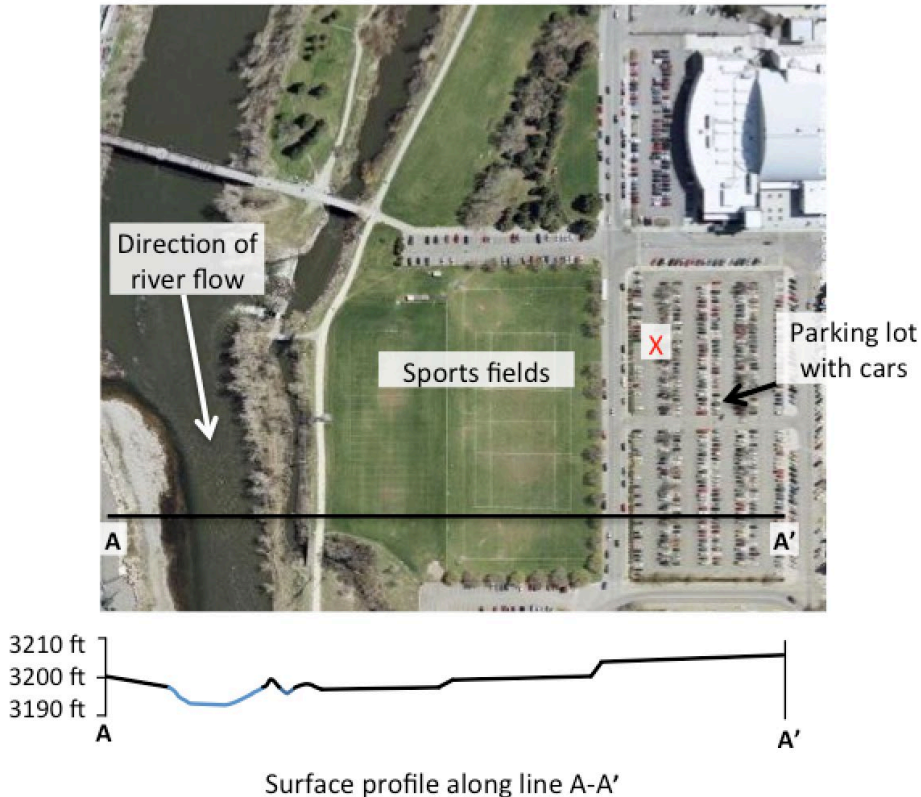 Direction of
river flow
X
Parking lot
with cars
Sports fields
A
A'
3210 ft
3200 ft
3190 ft
A
A'
Surface profile along line A-A'